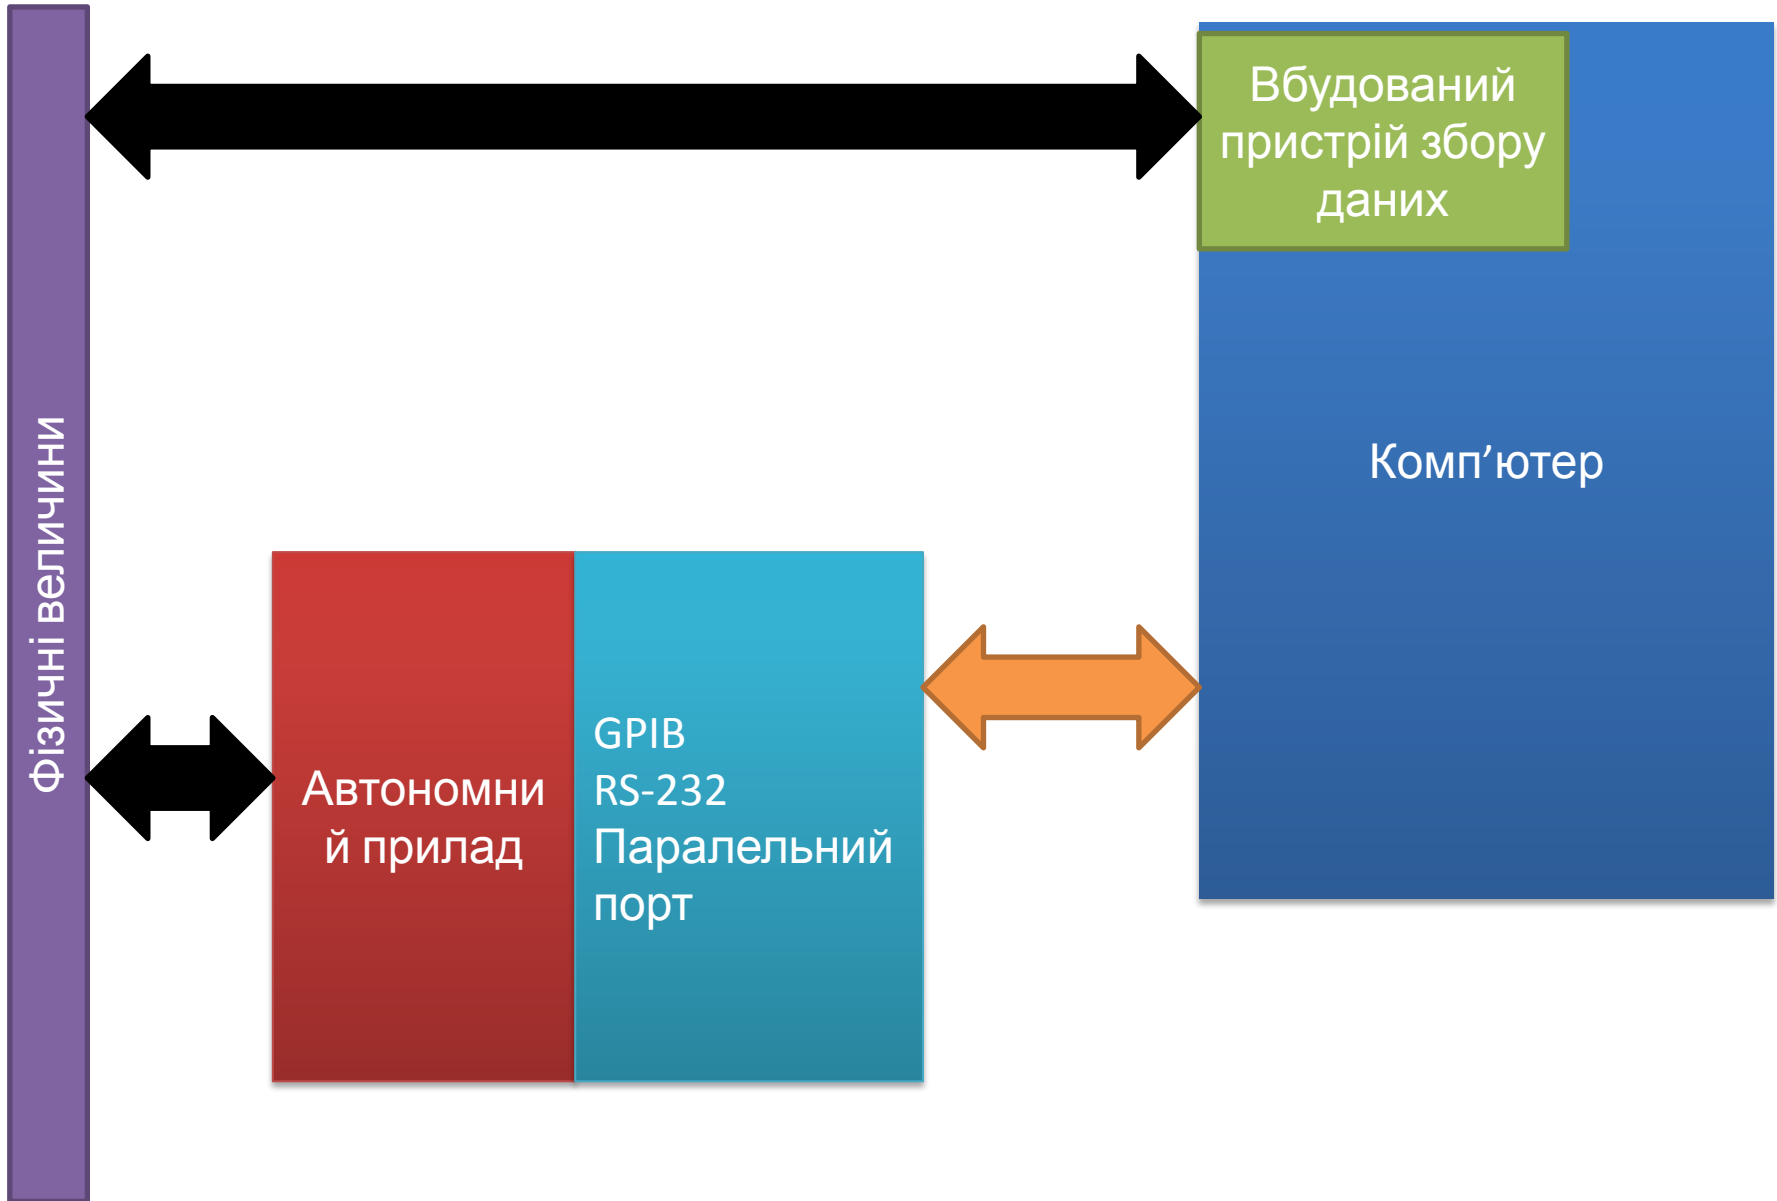 Вбудований
пристрій збору
даних
Комп’ютер
Фізичні величини
Автономни
й прилад
GPIB
RS-232
Паралельний
порт